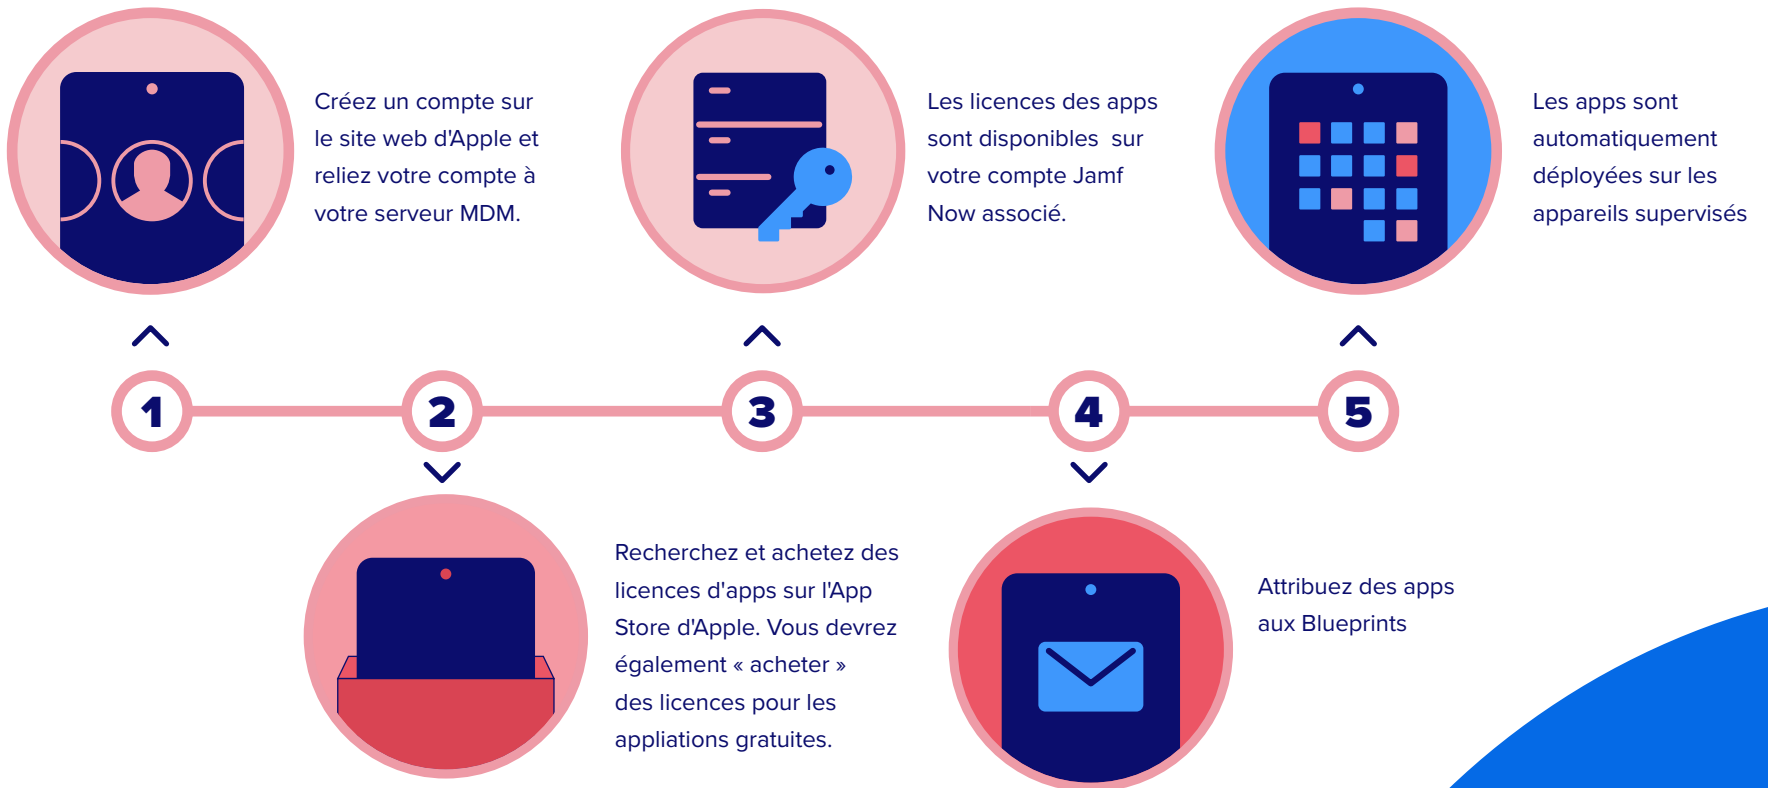 Créez un compte sur
le site web d'Apple et
reliez votre compte à
votre serveur MDM.
Les licences des apps
sont disponibles  sur
votre compte Jamf
Now associé.
Les apps sont
automatiquement
déployées sur les
appareils supervisés
1
2
3
4
5
Recherchez et achetez des
licences d'apps sur l'App
Store d'Apple. Vous devrez
également « acheter »
des licences pour les
appliations gratuites.
Attribuez des apps
aux Blueprints